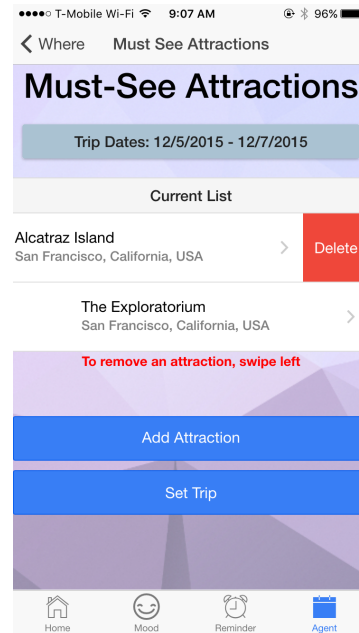 T-Mobile Wi-Fi 9:07 AM 96%
Where Must See Attractions
Must-See Attractions
Trip Dates: 12/5/2015 - 12/7/2015
Current List
Alcatraz Island
San Francisco, California, USA
Delete
The Exploratorium
San Francisco, California, USA
To remove an attraction, swipe left
Add Attraction
Set Trip
Home Mood Reminder Agent